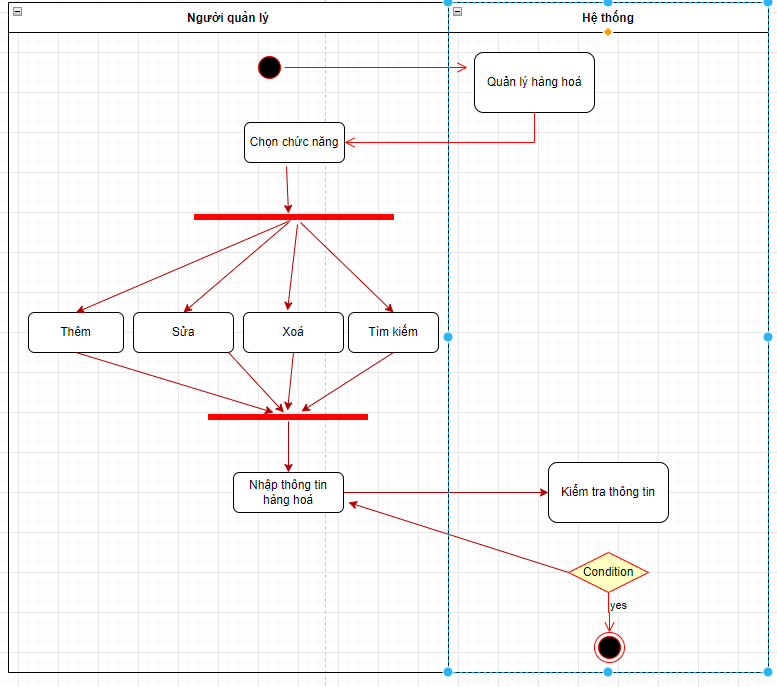 Người quản lý
Hệ thống
Quản lý hàng hoá
Chọn chức năng
Thêm
Sửa
Xoá
Tìm kiếm
Nhập thông tin
hàng hoá
Kiểm tra thông tin
Condition
yes